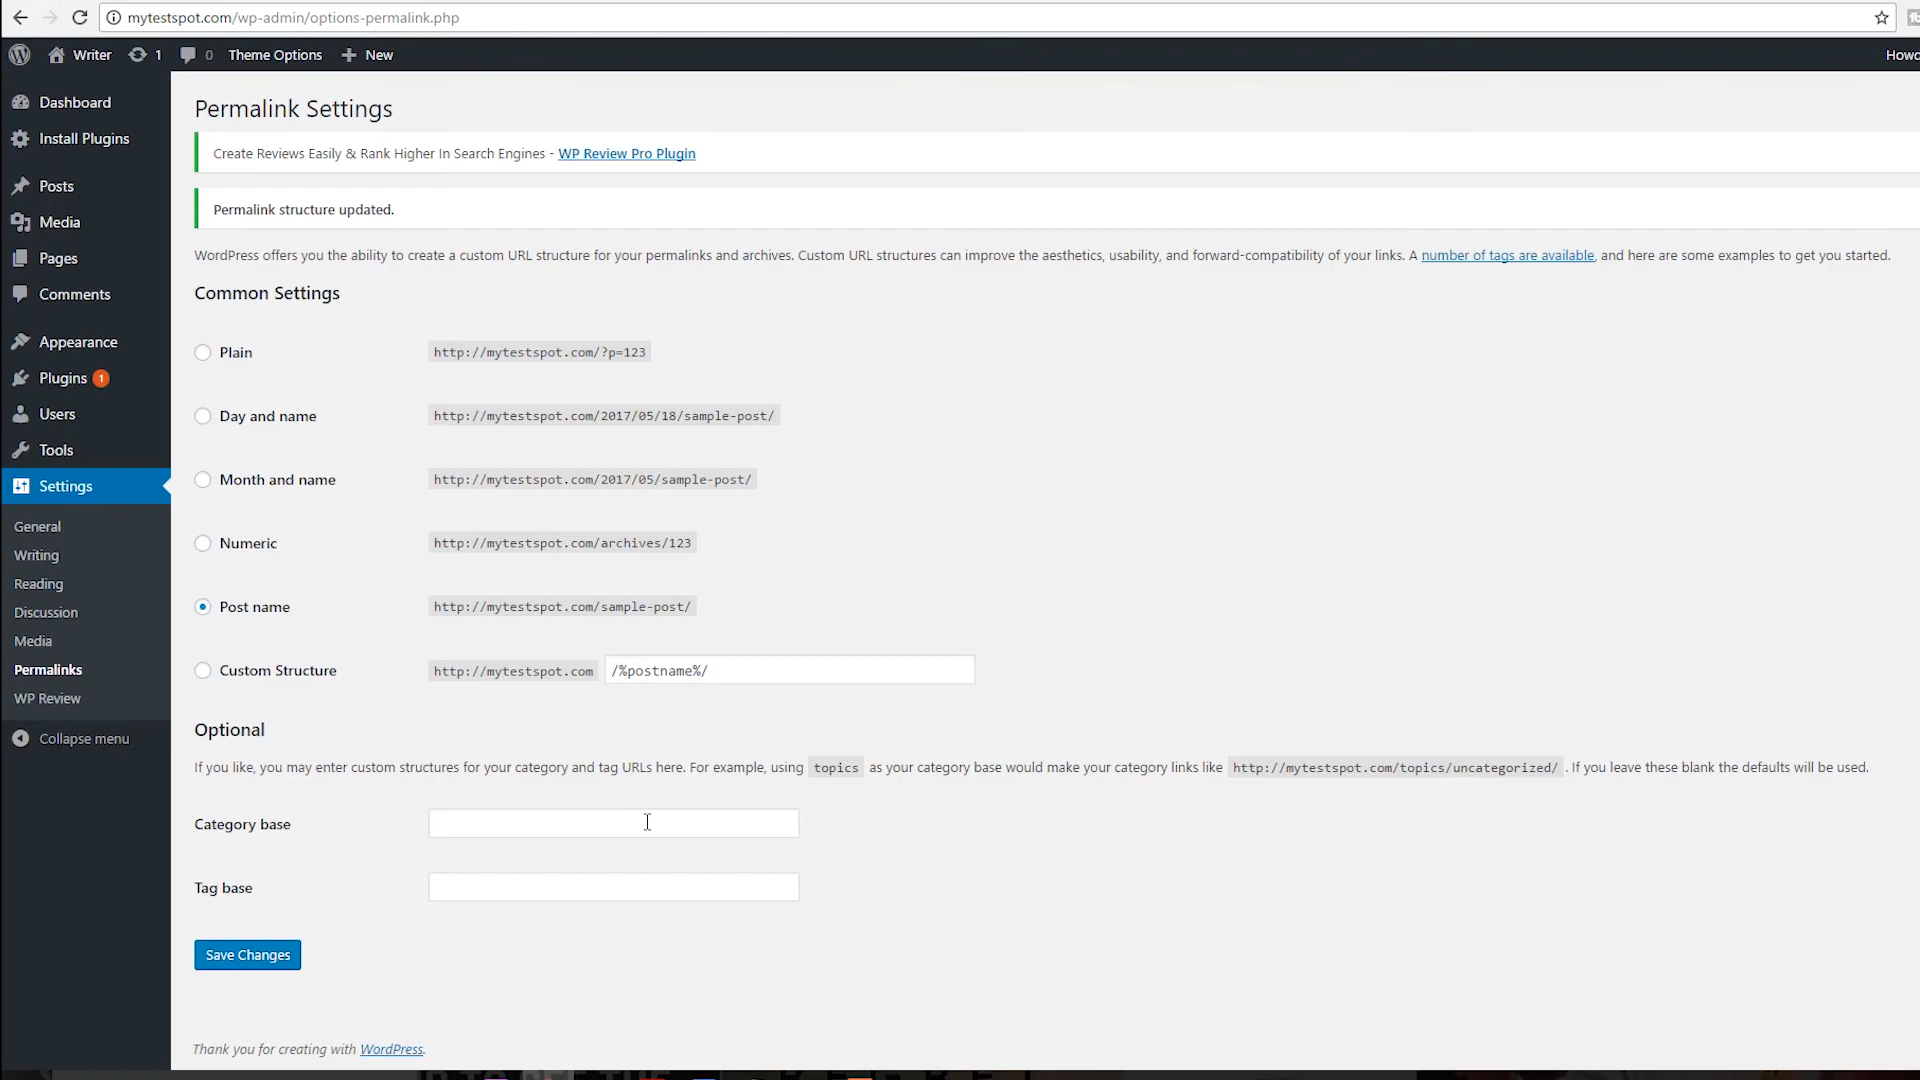 mytestspot.com/wp-admin/options-permalink.php
Writer 1 0 Theme Options New
Dashboard
Install Plugins
Posts
Media
Pages
Comments
Appearance
Plugins 1
Users
Tools
Settings
General
Writing
Reading
Discussion
Media
Permalinks
WP Review
Collapse menu
Permalink Settings
Create Reviews Easily & Rank Higher In Search Engines - WP Review Pro Plugin
Permalink structure updated.
WordPress offers you the ability to create a custom URL structure for your permalinks and archives. Custom URL structures can improve the aesthetics, usability, and forward-compatibility of your links. A number of tags are available, and here are some examples to get you started.
Common Settings
Plain http://mytestspot.com/?p=123
Day and name http://mytestspot.com/2017/05/18/sample-post/
Month and name http://mytestspot.com/2017/05/sample-post/
Numeric http://mytestspot.com/archives/123
Post name http://mytestspot.com/sample-post/
Custom Structure http://mytestspot.com /%postname%/
Optional
If you like, you may enter custom structures for your category and tag URLs here. For example, using topics as your category base would make your category links like http://mytestspot.com/topics/uncategorized/ . If you leave these blank the defaults will be used.
Category base
Tag base
Save Changes
Thank you for creating with WordPress.